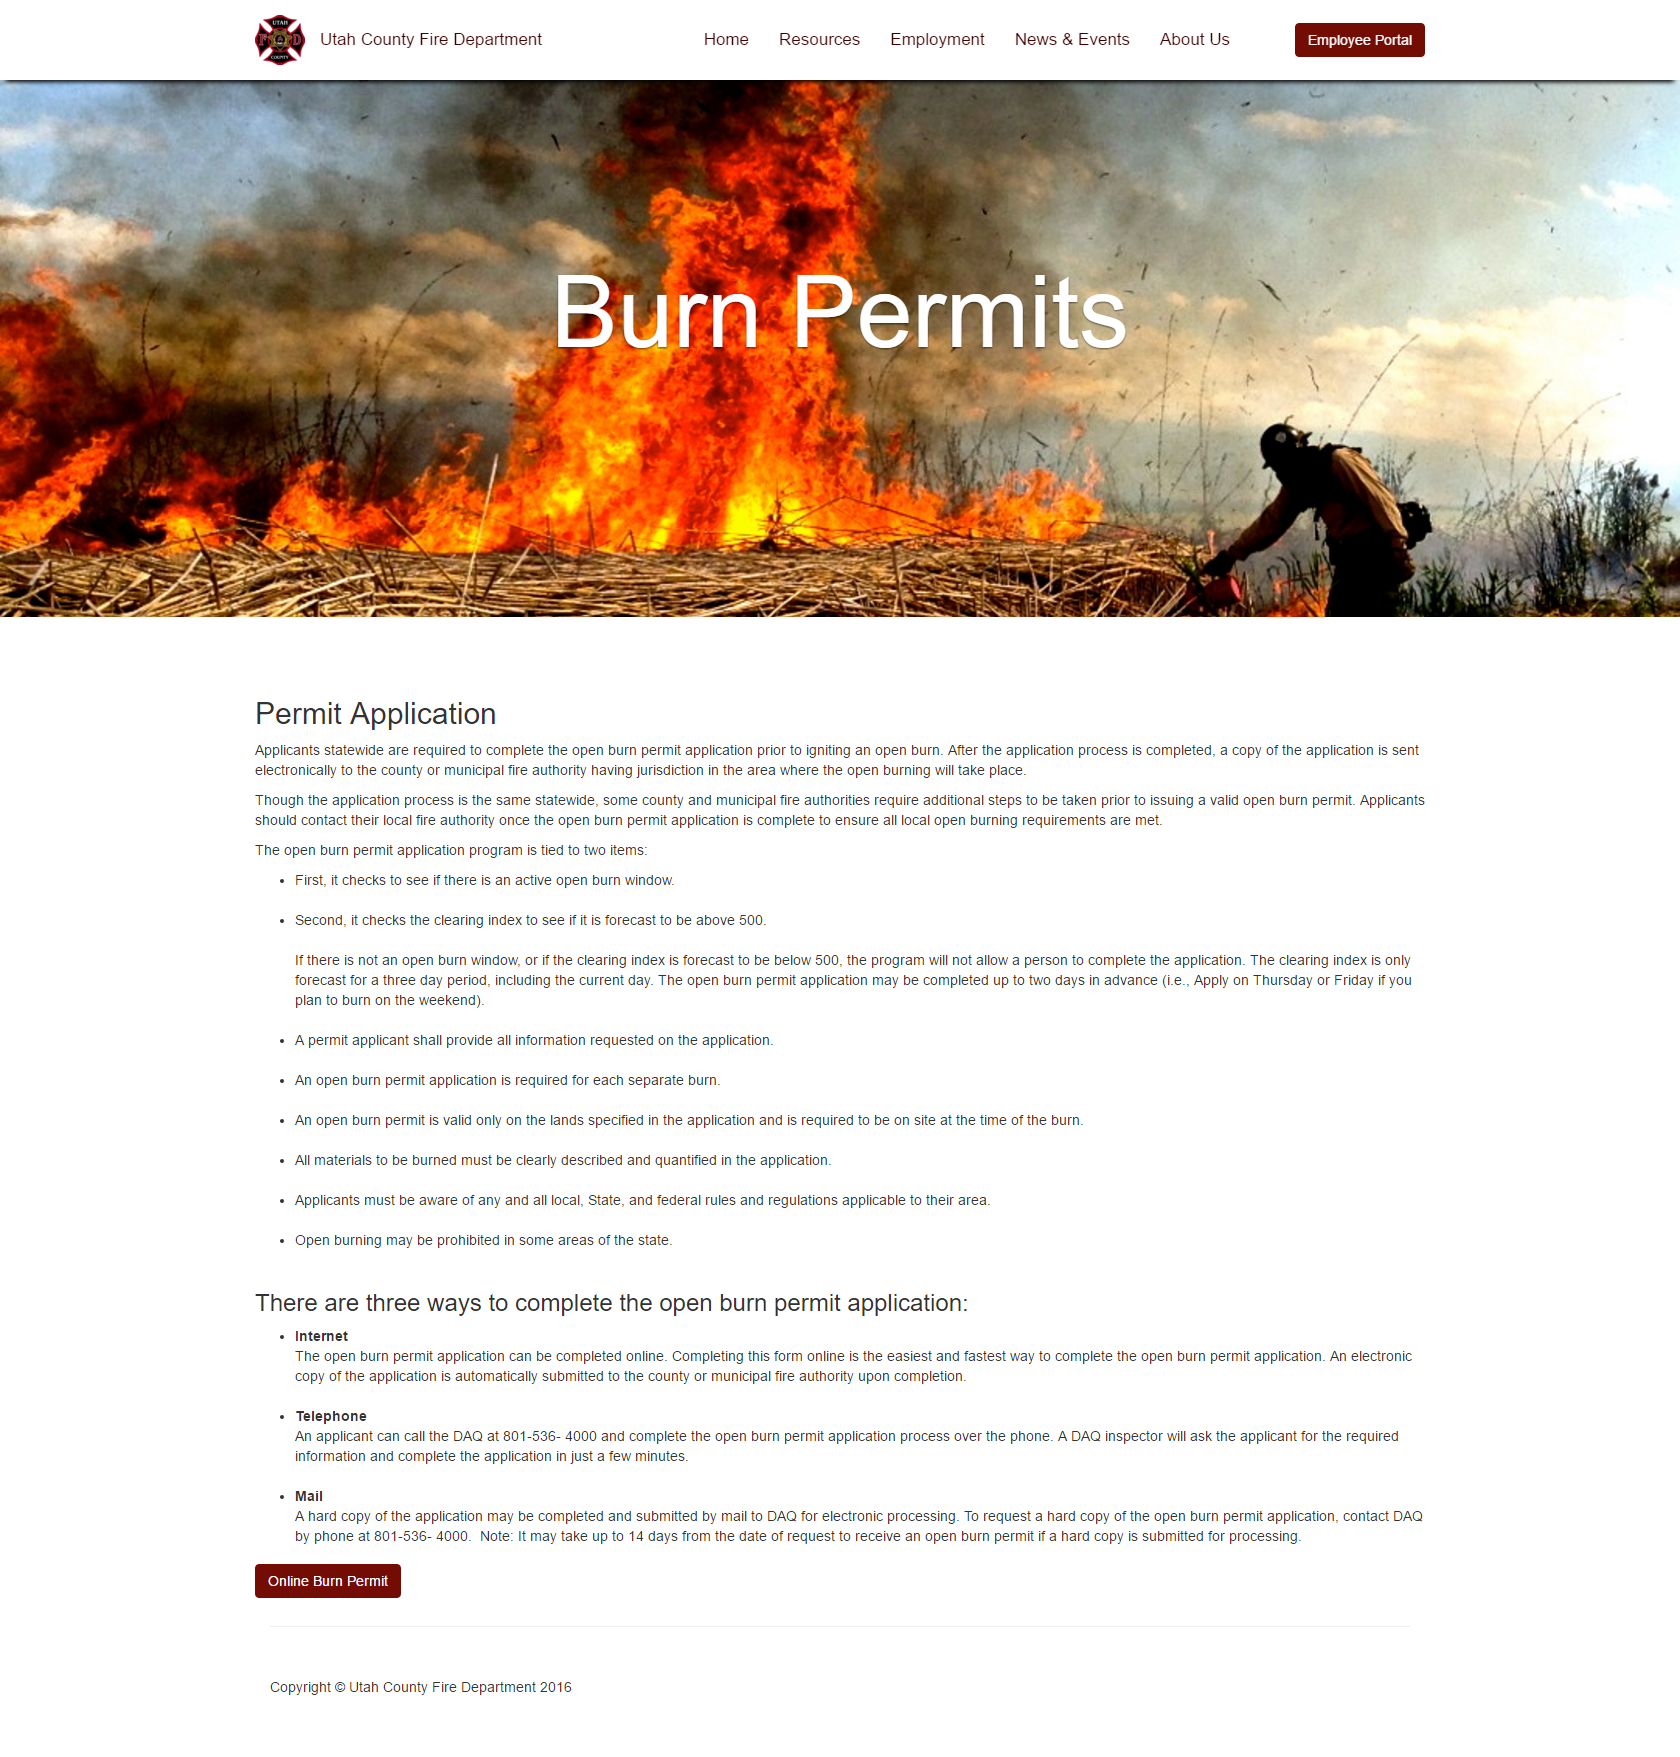 UTAH
F D
COUNTY
Utah County Fire Department
Home
Resources
Employment
News & Events
About Us
Employee Portal
Burn Permits
Permit Application
Applicants statewide are required to complete the open burn permit application prior to igniting an open burn. After the application process is completed, a copy of the application is sent
electronically to the county or municipal fire authority having jurisdiction in the area where the open burning will take place.
Though the application process is the same statewide, some county and municipal fire authorities require additional steps to be taken prior to issuing a valid open burn permit. Applicants
should contact their local fire authority once the open burn permit application is complete to ensure all local open burning requirements are met.
The open burn permit application program is tied to two items:
• First, it checks to see if there is an active open burn window.
• Second, it checks the clearing index to see if it is forecast to be above 500.
If there is not an open burn window, or if the clearing index is forecast to be below 500, the program will not allow a person to complete the application. The clearing index is only
forecast for a three day period, including the current day. The open burn permit application may be completed up to two days in advance (i.e., Apply on Thursday or Friday if you
plan to burn on the weekend).
• A permit applicant shall provide all information requested on the application.
• An open burn permit application is required for each separate burn.
• An open burn permit is valid only on the lands specified in the application and is required to be on site at the time of the burn.
• All materials to be burned must be clearly described and quantified in the application.
• Applicants must be aware of any and all local, State, and federal rules and regulations applicable to their area.
• Open burning may be prohibited in some areas of the state.
There are three ways to complete the open burn permit application:
• Internet
The open burn permit application can be completed online. Completing this form online is the easiest and fastest way to complete the open burn permit application. An electronic
copy of the application is automatically submitted to the county or municipal fire authority upon completion.
• Telephone
An applicant can call the DAQ at 801-536- 4000 and complete the open burn permit application process over the phone. A DAQ inspector will ask the applicant for the required
information and complete the application in just a few minutes.
• Mail
A hard copy of the application may be completed and submitted by mail to DAQ for electronic processing. To request a hard copy of the open burn permit application, contact DAQ
by phone at 801-536- 4000.  Note: It may take up to 14 days from the date of request to receive an open burn permit if a hard copy is submitted for processing.
Online Burn Permit
Copyright © Utah County Fire Department 2016